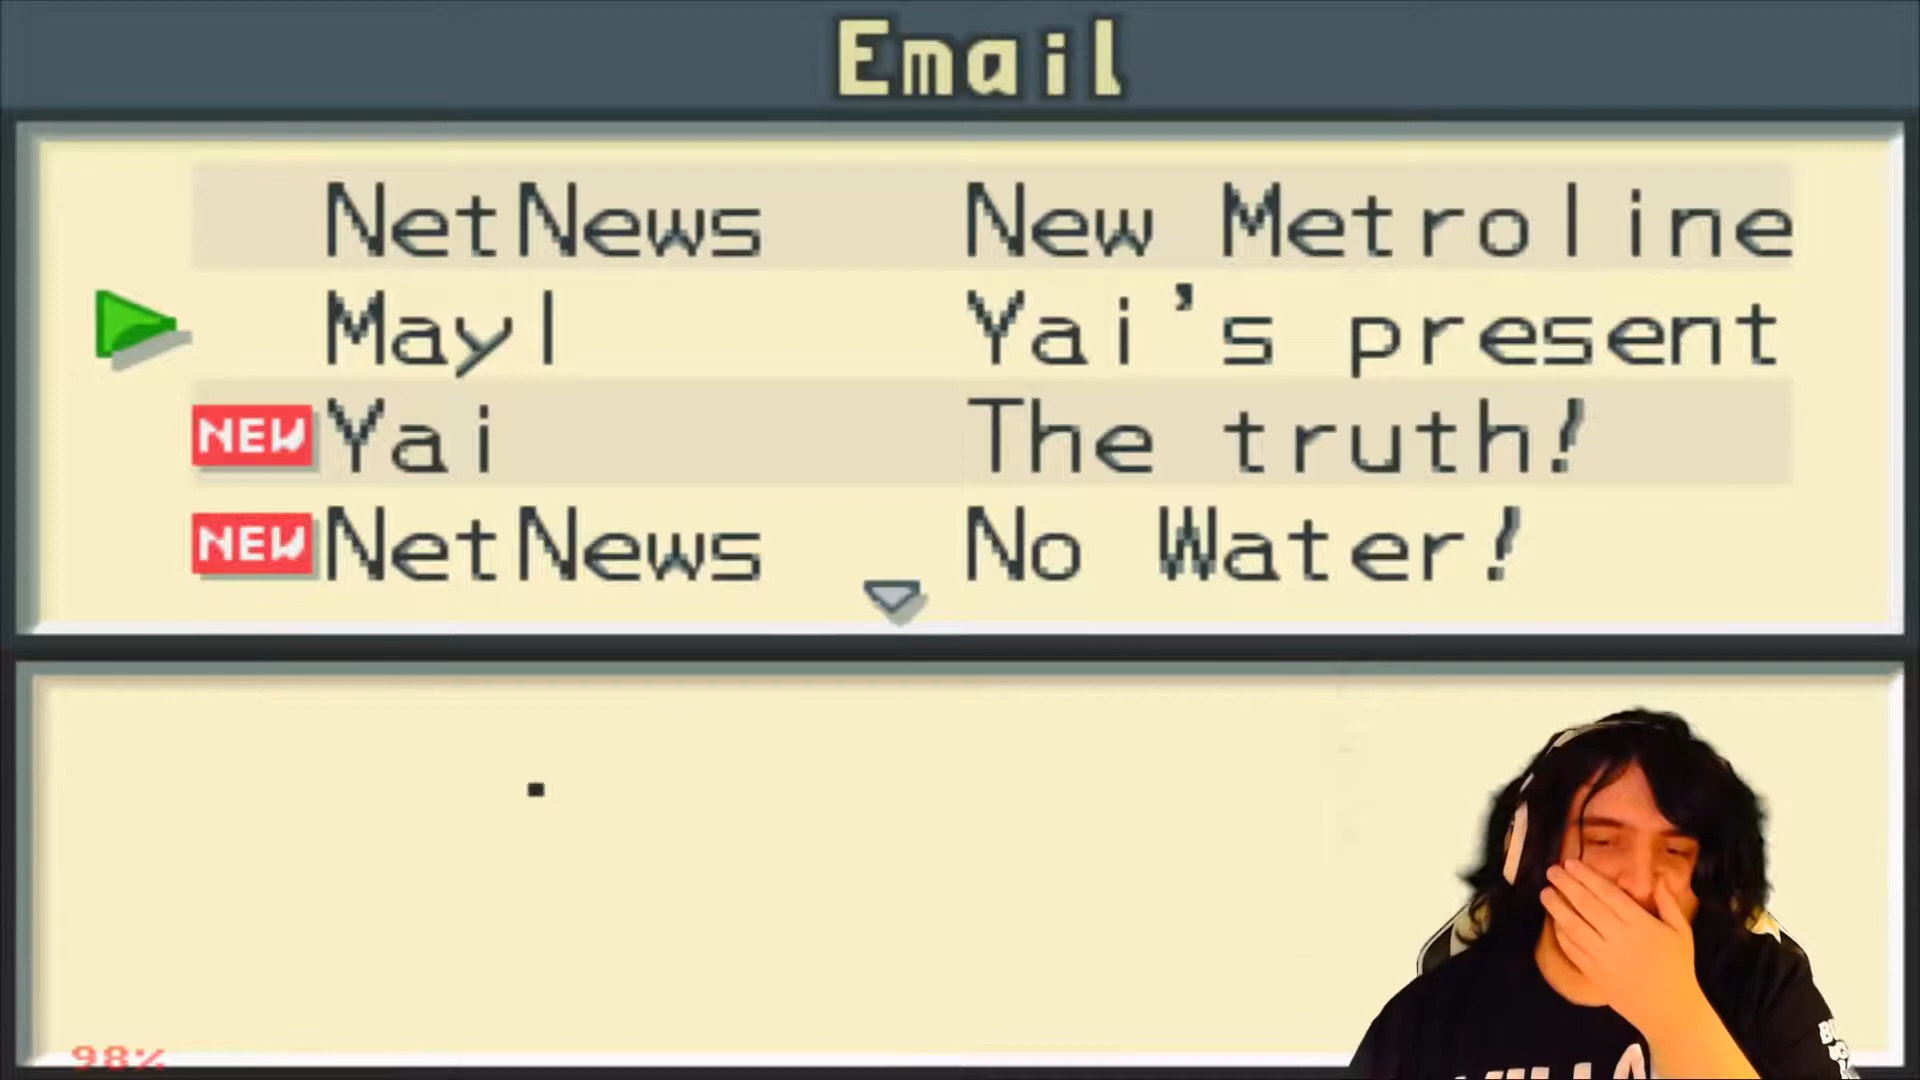 Email
NetNews New Metroline
Mayl Yai's present
NEW Yai The truth!
NEW NetNews No Water!
.
98%